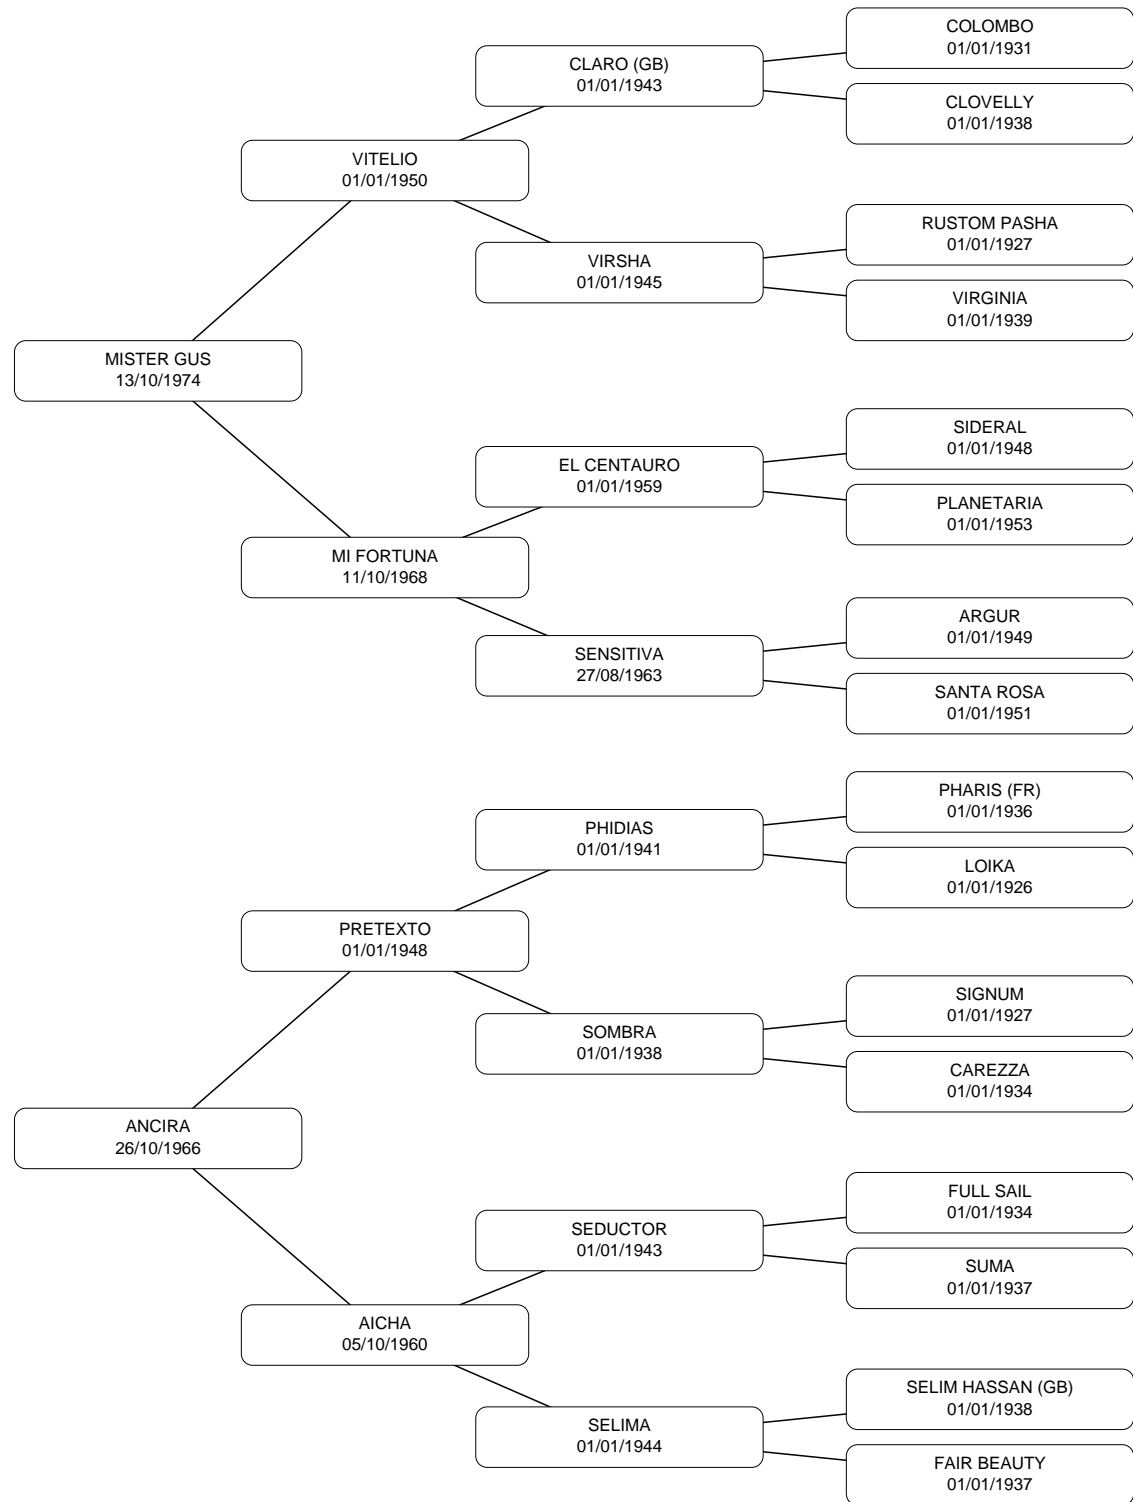 COLOMBO
01/01/1931
CLARO (GB)
01/01/1943
CLOVELLY
01/01/1938
VITELIO
01/01/1950
RUSTOM PASHA
01/01/1927
VIRSHA
01/01/1945
VIRGINIA
01/01/1939
MISTER GUS
13/10/1974
SIDERAL
01/01/1948
EL CENTAURO
01/01/1959
PLANETARIA
01/01/1953
MI FORTUNA
11/10/1968
ARGUR
01/01/1949
SENSITIVA
27/08/1963
SANTA ROSA
01/01/1951
PHARIS (FR)
01/01/1936
PHIDIAS
01/01/1941
LOIKA
01/01/1926
PRETEXTO
01/01/1948
SIGNUM
01/01/1927
SOMBRA
01/01/1938
CAREZZA
01/01/1934
ANCIRA
26/10/1966
FULL SAIL
01/01/1934
SEDUCTOR
01/01/1943
SUMA
01/01/1937
AICHA
05/10/1960
SELIM HASSAN (GB)
01/01/1938
SELIMA
01/01/1944
FAIR BEAUTY
01/01/1937